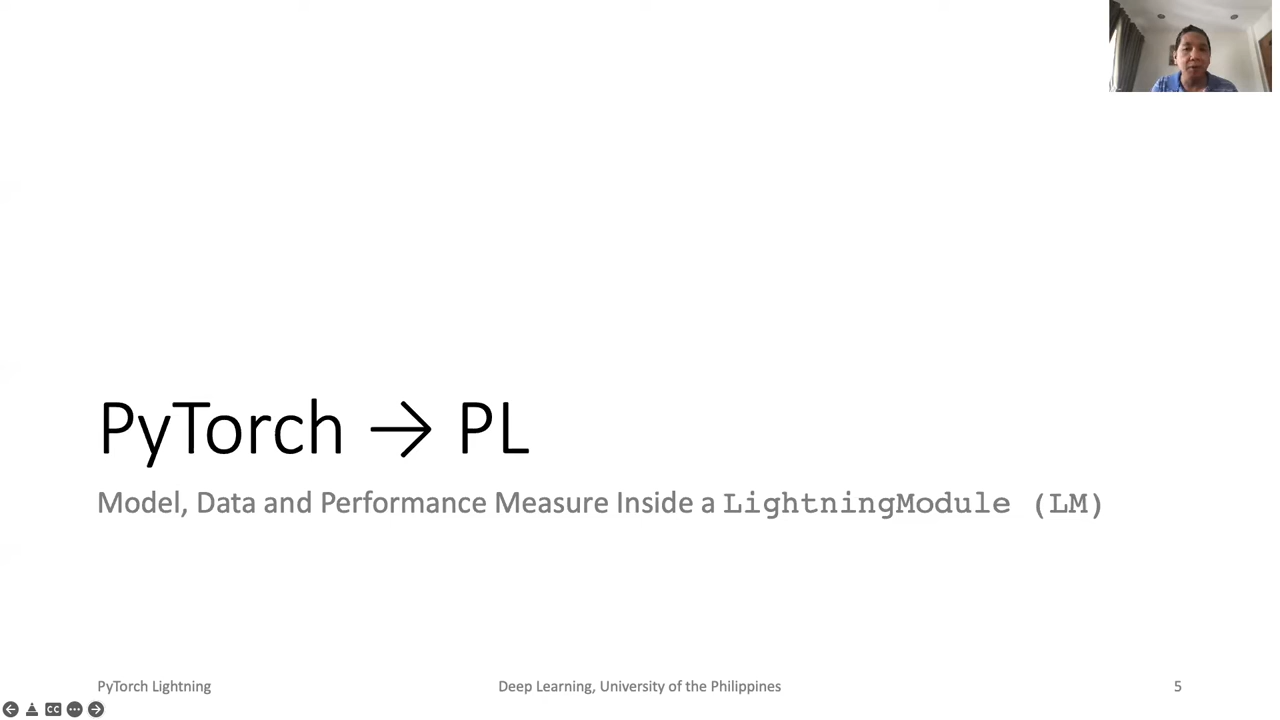 PyTorch → PL
Model, Data and Performance Measure Inside a LightningModule (LM)
PyTorch Lightning
Deep Learning, University of the Philippines
5
CC